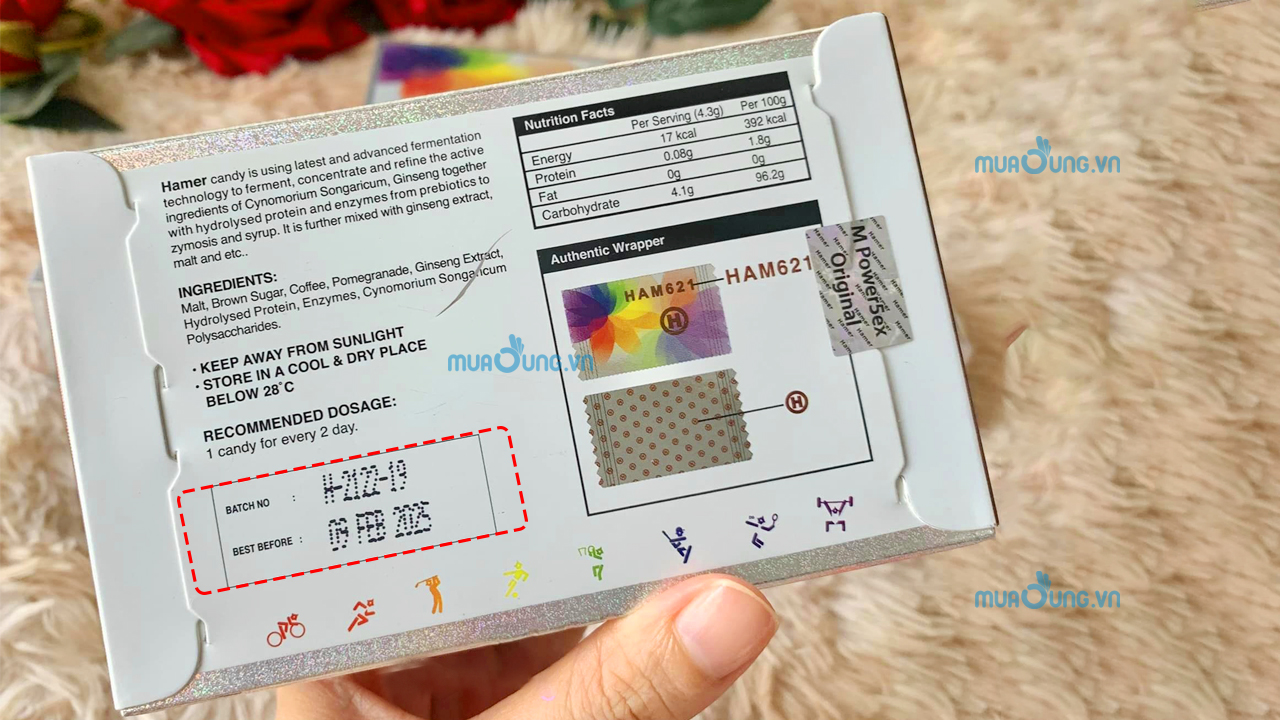 Hamer candy is using latest and advanced fermentation
technology to ferment, concentrate and refine the active
ingredients of Cynomorium Songaricum, Ginseng together
with hydrolysed protein and enzymes from prebiotics to
zymosis and syrup. It is further mixed with ginseng extract,
malt and etc..
INGREDIENTS:
Malt, Brown Sugar, Coffee, Pomegranade, Ginseng Extract,
Hydrolysed Protein, Enzymes, Cynomorium Songaricum
Polysaccharides.
· KEEP AWAY FROM SUNLIGHT
· STORE IN A COOL & DRY PLACE
BELOW 28°C
RECOMMENDED DOSAGE:
1 candy for every 2 day.
BATCH NO : H-2122-19
BEST BEFORE : 09 FEB 2025
Nutrition Facts
Per Serving (4.3g) Per 100g
Energy 17 kcal 392 kcal
Protein 0.08g 1.8g
Fat 0g 0g
Carbohydrate 4.1g 96.2g
Authentic Wrapper
HAM621
HAM621
H
H
M Power5ex
Original
Hamer
muaDung.vn
muaDung.vn
muaDung.vn